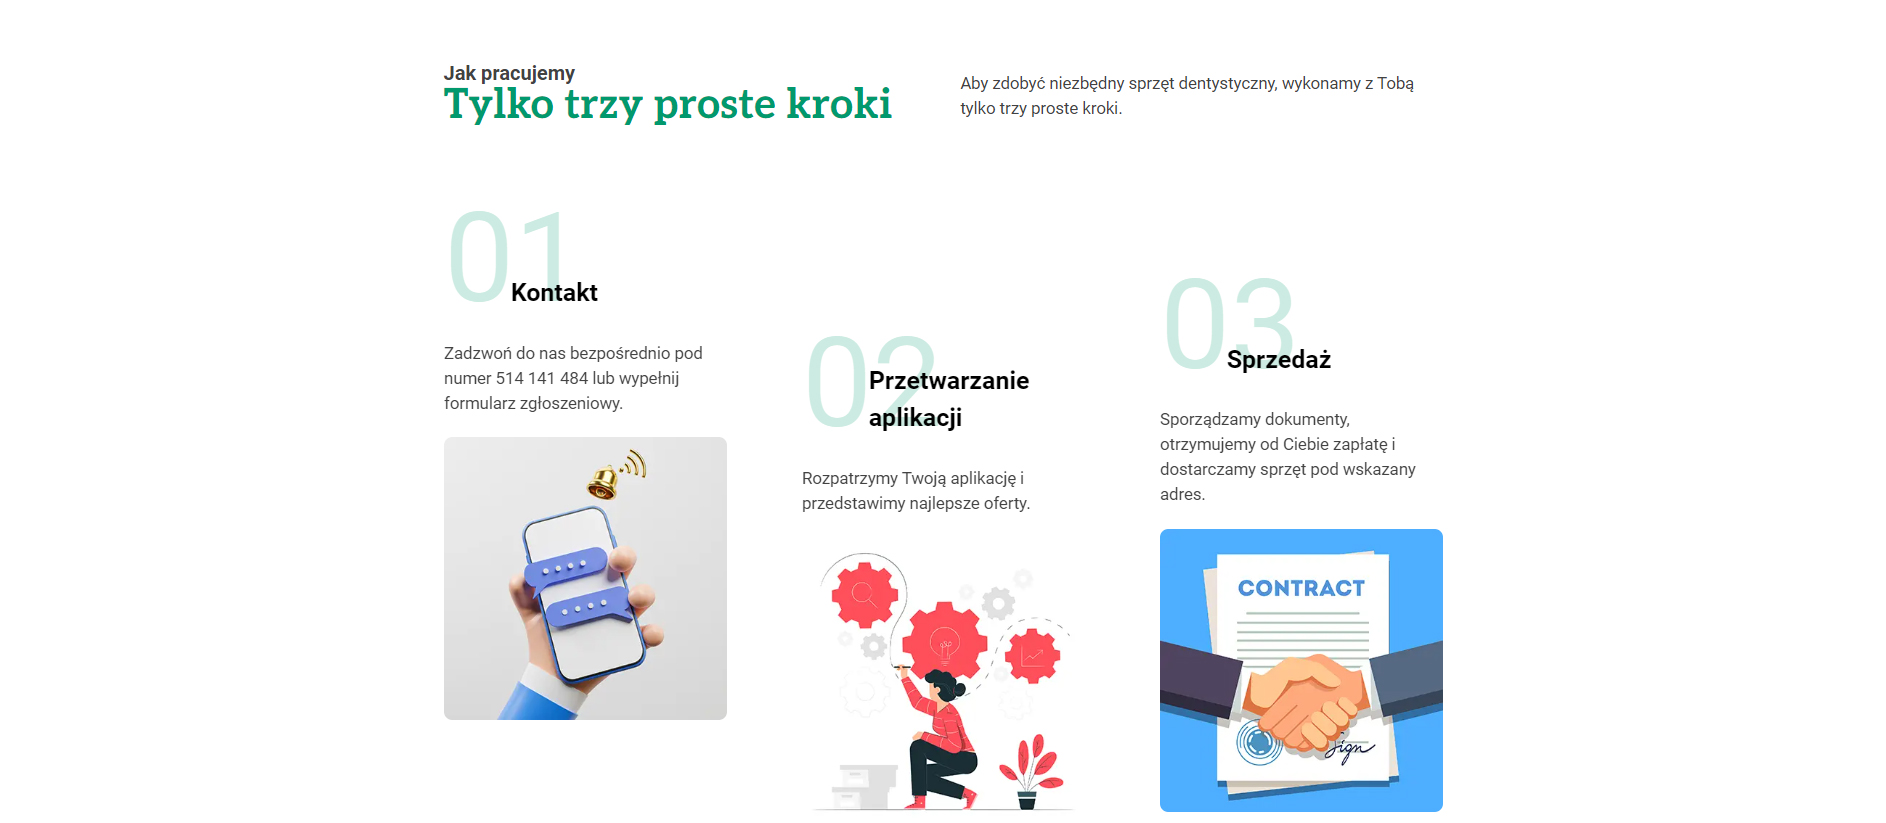 Jak pracujemy
Tylko trzy proste kroki
Aby zdobyć niezbędny sprzęt dentystyczny, wykonamy z Tobą
tylko trzy proste kroki.
01
Kontakt
Zadzwoń do nas bezpośrednio pod
numer 514 141 484 lub wypełnij
formularz zgłoszeniowy.
02
Przetwarzanie
aplikacji
Rozpatrzymy Twoją aplikację i
przedstawimy najlepsze oferty.
03
Sprzedaż
Sporządzamy dokumenty,
otrzymujemy od Ciebie zapłatę i
dostarczamy sprzęt pod wskazany
adres.
CONTRACT
Sign